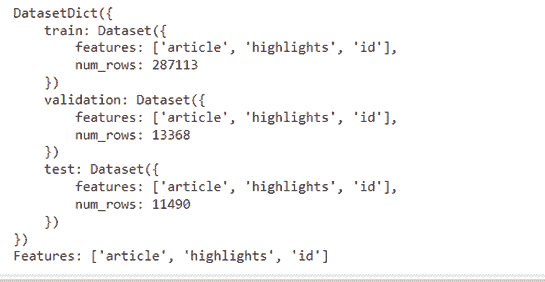 DatasetDict({
    train: Dataset({
        features: ['article', 'highlights', 'id'],
        num_rows: 287113
    })
    validation: Dataset({
        features: ['article', 'highlights', 'id'],
        num_rows: 13368
    })
    test: Dataset({
        features: ['article', 'highlights', 'id'],
        num_rows: 11490
    })
})
Features: ['article', 'highlights', 'id']